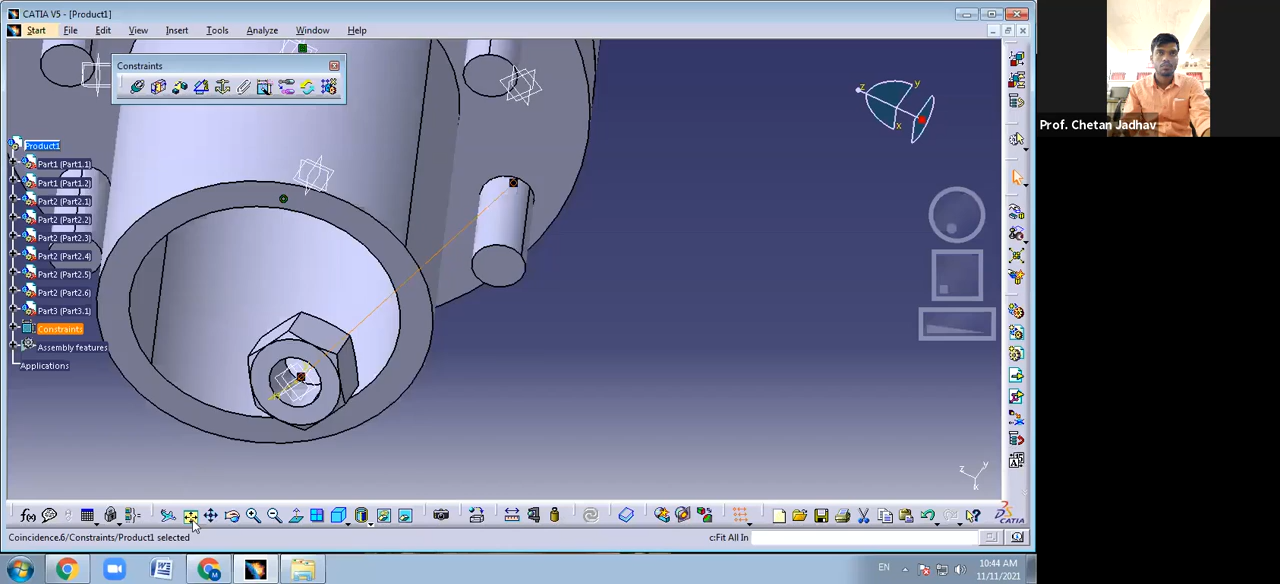 CATIA V5 - [Product1]
Start File Edit View Insert Tools Analyze Window Help
Constraints
z
y
x
Prof. Chetan Jadhav
Product1
Part1 (Part1.1)
Part1 (Part1.2)
Part2 (Part2.1)
Part2 (Part2.2)
Part2 (Part2.3)
Part2 (Part2.4)
Part2 (Part2.5)
Part2 (Part2.6)
Part3 (Part3.1)
Constraints
Assembly features
Applications
z y
x
f(x)
CATIA
Coincidence.6/Constraints/Product1 selected
c:Fit All In
EN
10:44 AM
11/11/2021